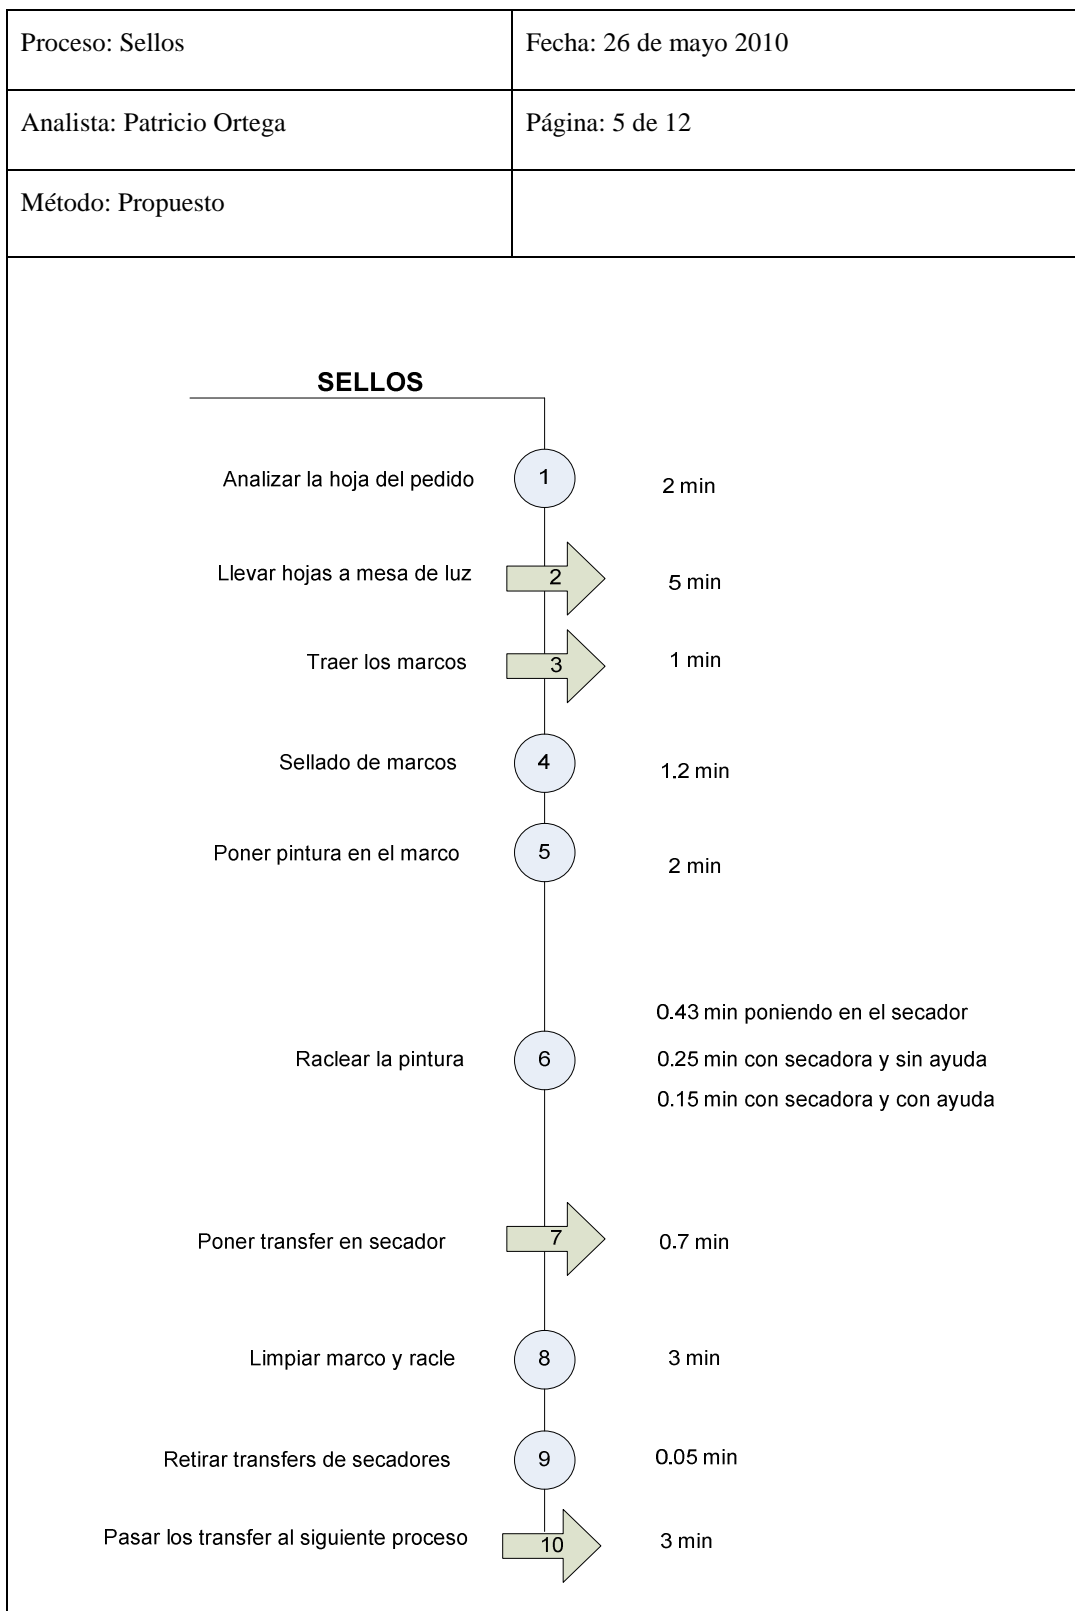 Proceso: Sellos
Fecha: 26 de mayo 2010
Analista: Patricio Ortega
Página: 5 de 12
Método: Propuesto
SELLOS
Analizar la hoja del pedido 1 2 min
Llevar hojas a mesa de luz 2 5 min
Traer los marcos 3 1 min
Sellado de marcos 4 1.2 min
Poner pintura en el marco 5 2 min
0.43 min poniendo en el secador
Raclear la pintura 6 0.25 min con secadora y sin ayuda
0.15 min con secadora y con ayuda
Poner transfer en secador 7 0.7 min
Limpiar marco y racle 8 3 min
Retirar transfers de secadores 9 0.05 min
Pasar los transfer al siguiente proceso 10 3 min